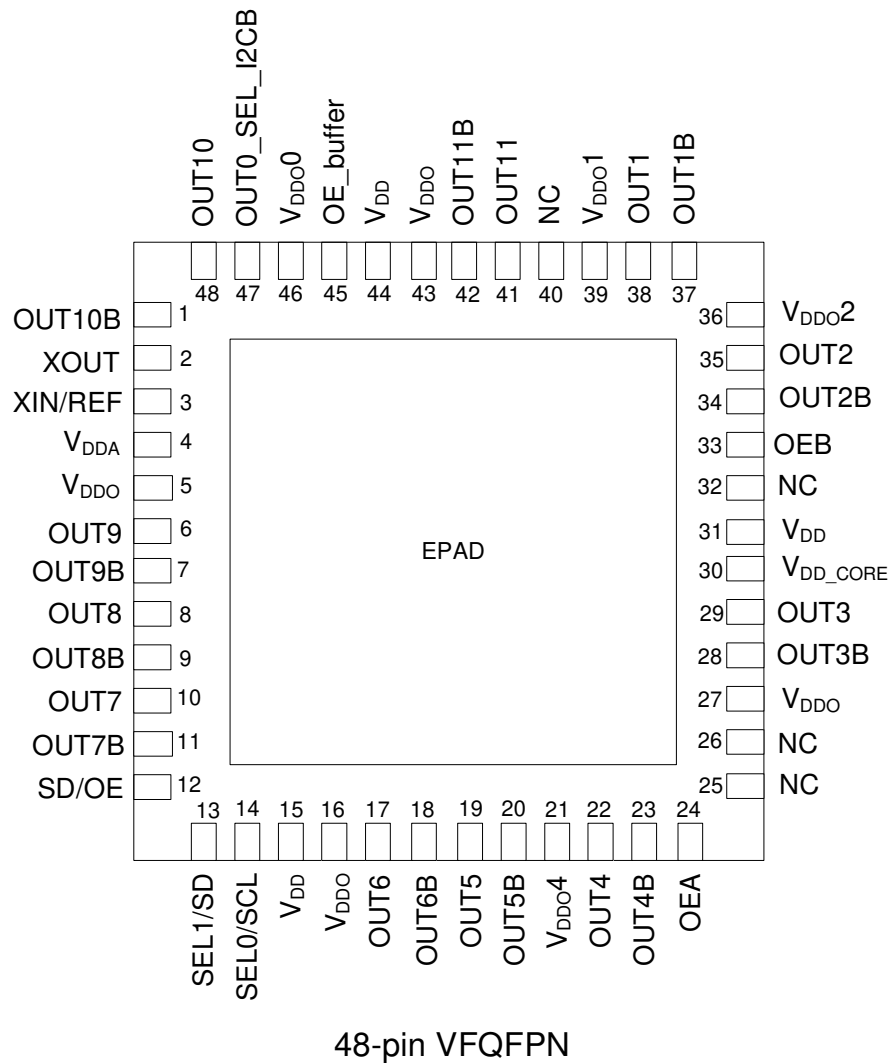 OUT10
OUT0_SEL_I2CB
VDDO0
OE_buffer
VDD
VDDO
OUT11B
OUT11
NC
VDDO1
OUT1
OUT1B
48 47 46 45 44 43 42 41 40 39 38 37
OUT10B 1
XOUT 2
XIN/REF 3
VDDA 4
VDDO 5
OUT9 6
OUT9B 7
OUT8 8
OUT8B 9
OUT7 10
OUT7B 11
SD/OE 12
EPAD
36 VDDO2
35 OUT2
34 OUT2B
33 OEB
32 NC
31 VDD
30 VDD_CORE
29 OUT3
28 OUT3B
27 VDDO
26 NC
25 NC
13 14 15 16 17 18 19 20 21 22 23 24
SEL1/SD
SEL0/SCL
VDD
VDDO
OUT6
OUT6B
OUT5
OUT5B
VDDO4
OUT4
OUT4B
OEA
48-pin VFQFPN